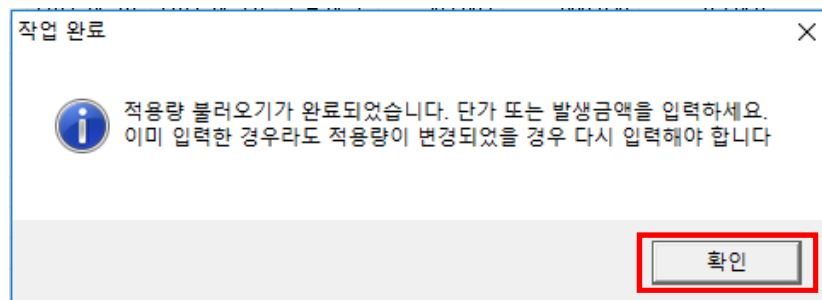 작업 완료
적용량 불러오기가 완료되었습니다. 단가 또는 발생금액을 입력하세요.
이미 입력한 경우라도 적용량이 변경되었을 경우 다시 입력해야 합니다
확인